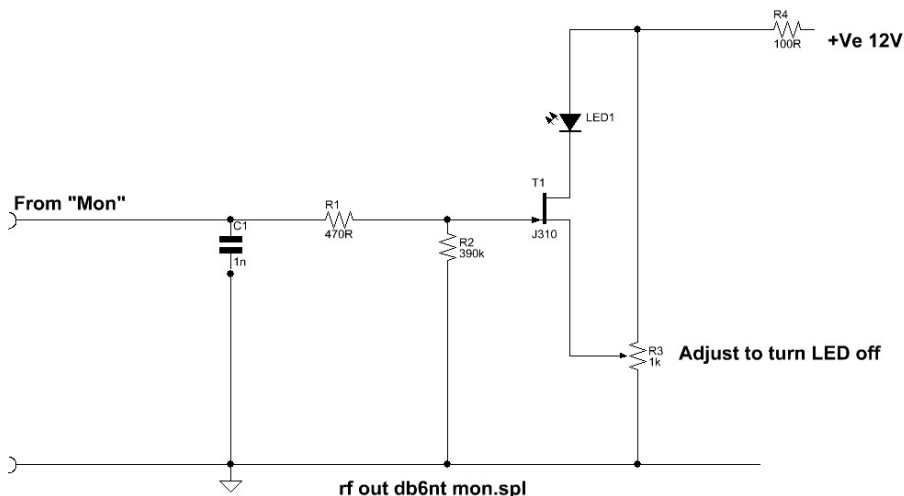 R4
100R
+Ve 12V
LED1
T1
J310
From "Mon"
C1
1n
R1
470R
R2
390k
R3
1k
Adjust to turn LED off
rf out db6nt mon.spl